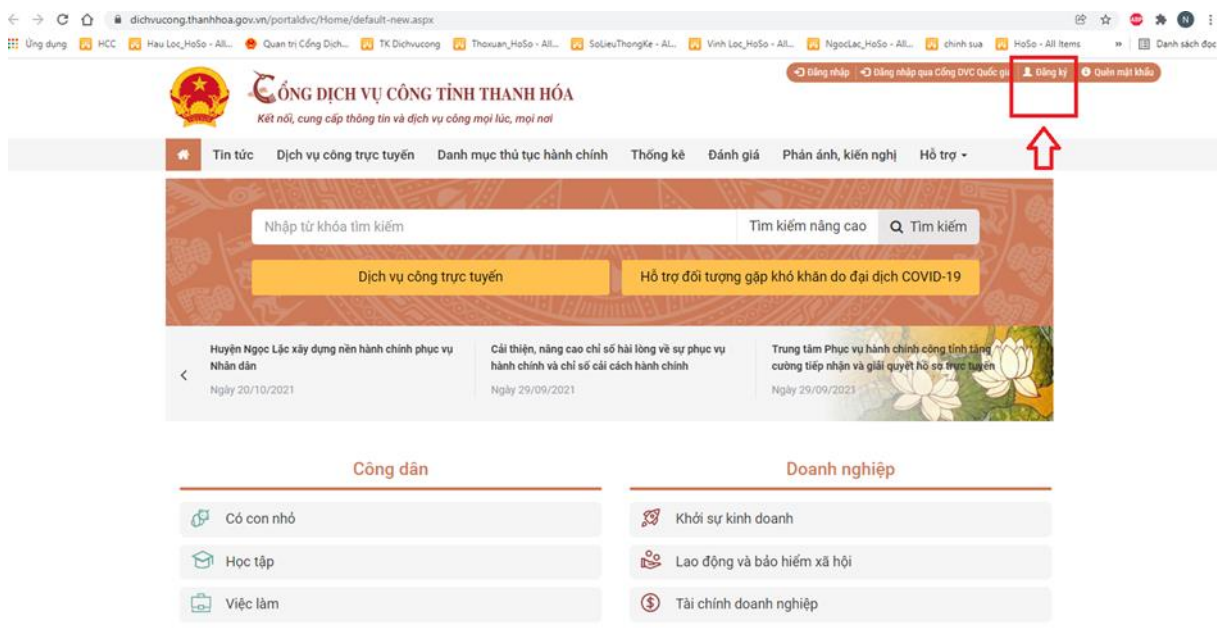 dichvucong.thanhhoa.gov.vn/portaldvc/Home/default-new.aspx
Ứng dụng HCC Hau Loc_HoSo - All... Quan trị Cổng Dịch... TK Dichvucong Thoxuan_HoSo - All... SoLieuThongKe - Al... Vinh Loc_HoSo - All... NgocLac_HoSo - All... chinh sua HoSo - All Items » Danh sách đọc
Đăng nhập Đăng nhập qua Cổng DVC Quốc gia Đăng ký Quên mật khẩu
CỔNG DỊCH VỤ CÔNG TỈNH THANH HÓA
Kết nối, cung cấp thông tin và dịch vụ công mọi lúc, mọi nơi
Tin tức Dịch vụ công trực tuyến Danh mục thủ tục hành chính Thống kê Đánh giá Phản ánh, kiến nghị Hỗ trợ
Nhập từ khóa tìm kiếm Tìm kiếm nâng cao Tìm kiếm
Dịch vụ công trực tuyến Hỗ trợ đối tượng gặp khó khăn do đại dịch COVID-19
Huyện Ngọc Lặc xây dựng nền hành chính phục vụ
Nhân dân
Ngày 20/10/2021
Cải thiện, nâng cao chỉ số hài lòng về sự phục vụ
hành chính và chỉ số cải cách hành chính
Ngày 29/09/2021
Trung tâm Phục vụ hành chính công tỉnh tăng
cường tiếp nhận và giải quyết hồ sơ trực tuyến
Ngày 29/09/2021
Công dân
Có con nhỏ
Học tập
Việc làm
Doanh nghiệp
Khởi sự kinh doanh
Lao động và bảo hiểm xã hội
Tài chính doanh nghiệp